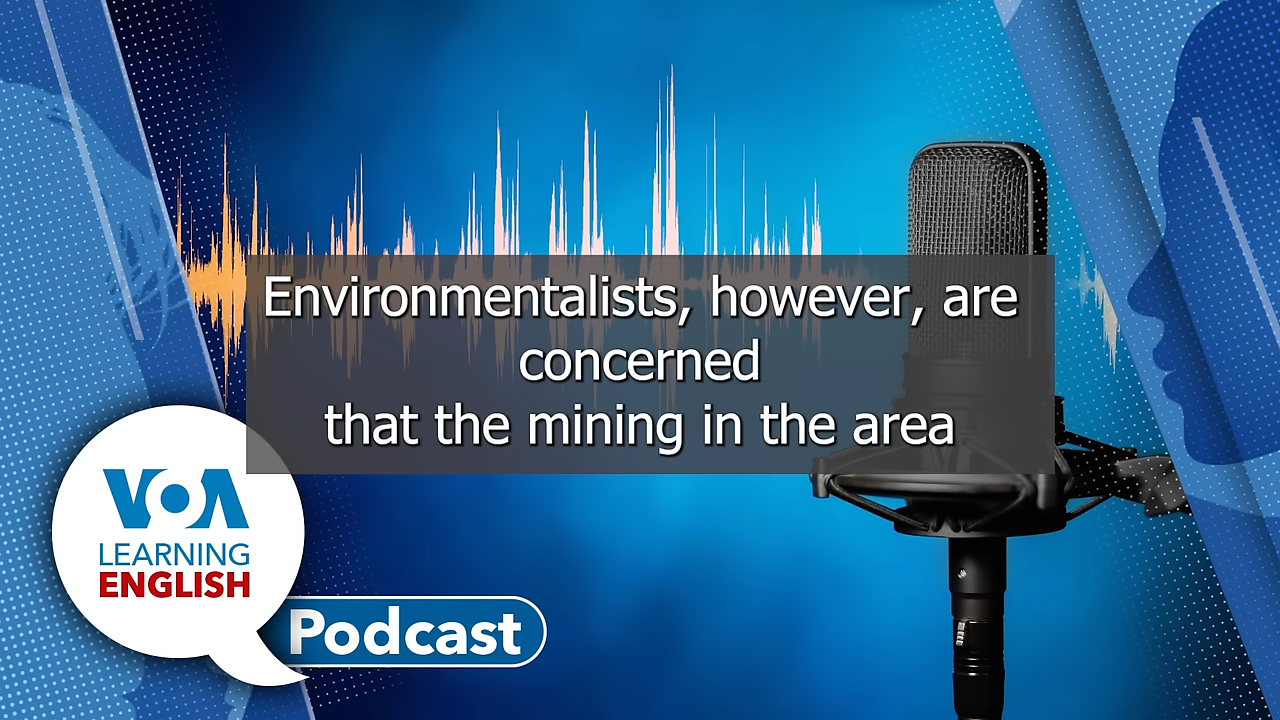 Environmentalists, however, are
concerned
that the mining in the area
VOA
LEARNING
ENGLISH
Podcast